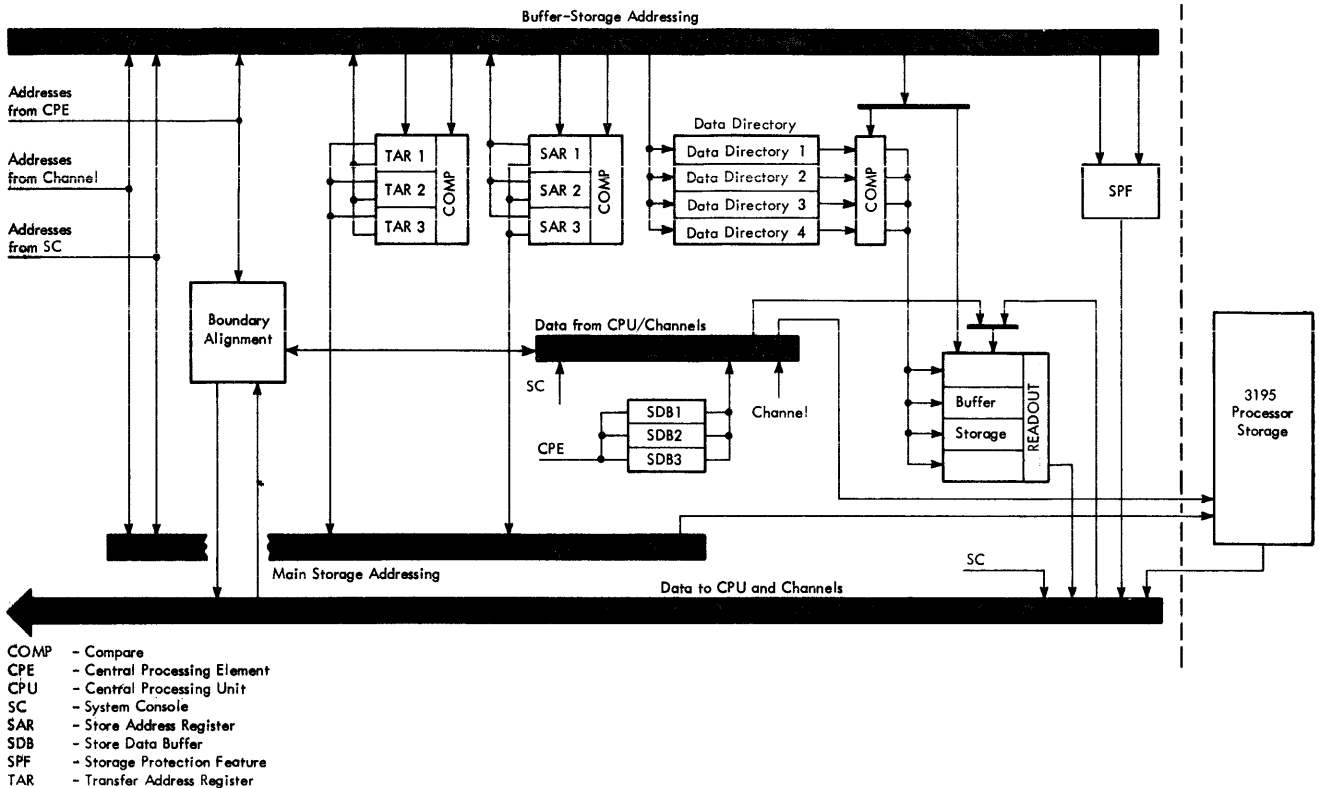 Buffer-Storage Addressing
Addresses
from CPE
Addresses
from Channel
Addresses
from SC
TAR 1
TAR 2
TAR 3
COMP
SAR 1
SAR 2
SAR 3
COMP
Data Directory
Data Directory 1
Data Directory 2
Data Directory 3
Data Directory 4
COMP
SPF
Boundary
Alignment
Data from CPU/Channels
SC
Channel
CPE
SDB1
SDB2
SDB3
Buffer
Storage
READOUT
3195
Processor
Storage
Main Storage Addressing
SC
Data to CPU and Channels
COMP - Compare
CPE - Central Processing Element
CPU - Central Processing Unit
SC - System Console
SAR - Store Address Register
SDB - Store Data Buffer
SPF - Storage Protection Feature
TAR - Transfer Address Register